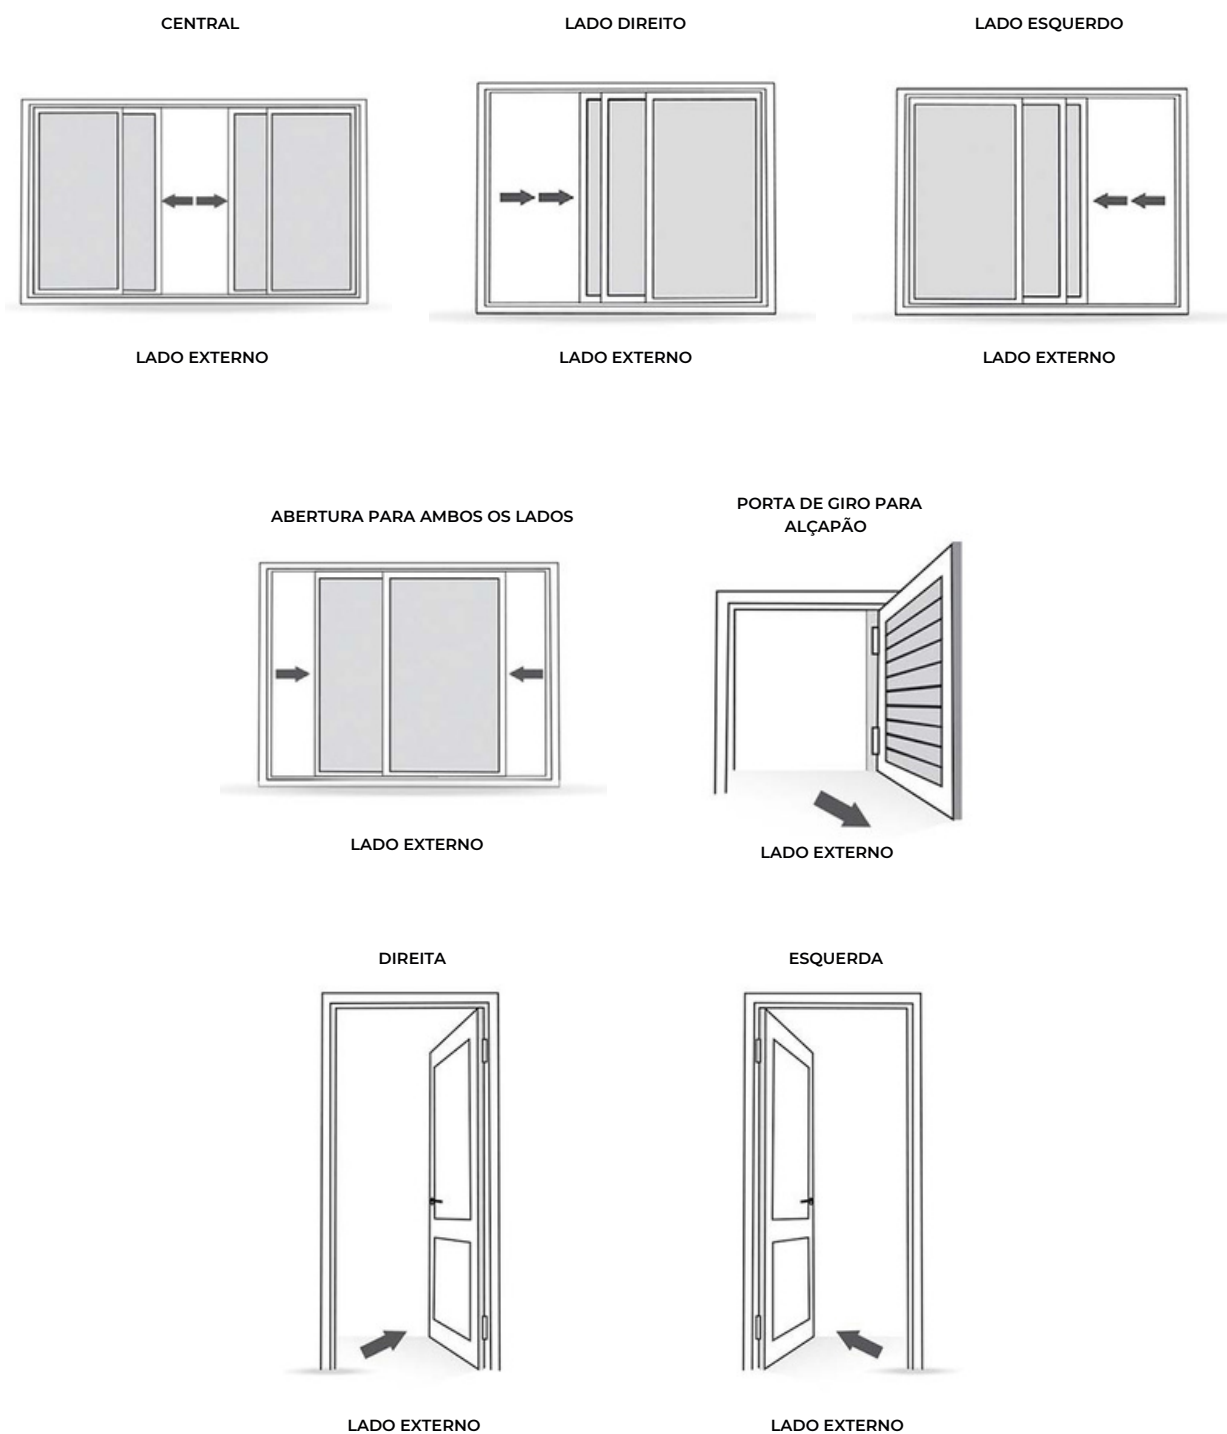 CENTRAL
LADO DIREITO
LADO ESQUERDO
LADO EXTERNO
LADO EXTERNO
LADO EXTERNO
ABERTURA PARA AMBOS OS LADOS
PORTA DE GIRO PARA
ALÇAPÃO
LADO EXTERNO
LADO EXTERNO
DIREITA
ESQUERDA
LADO EXTERNO
LADO EXTERNO